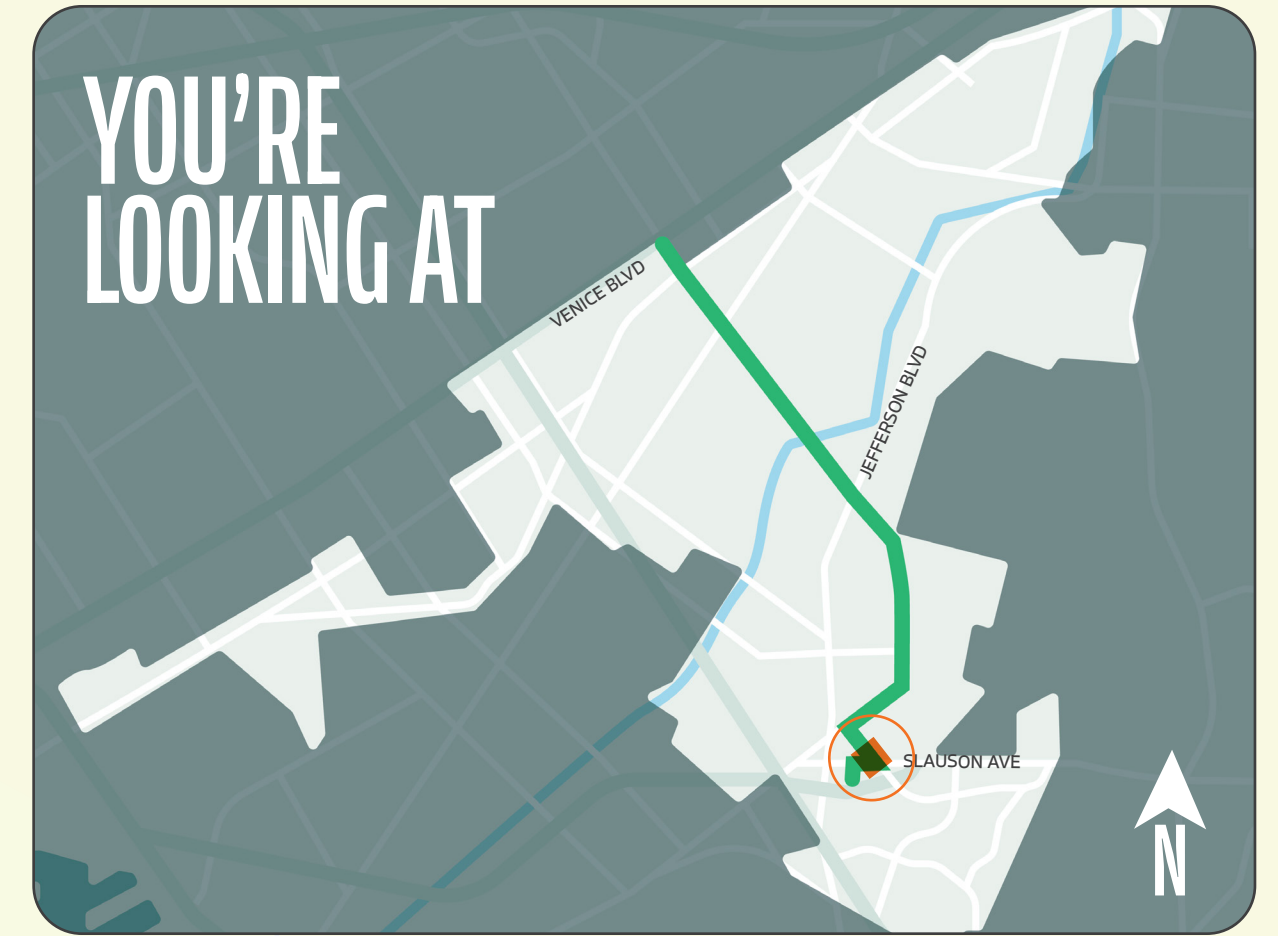 YOU’RE
LOOKING AT
VENICE BLVD
JEFFERSON BLVD
SLAUSON AVE
N